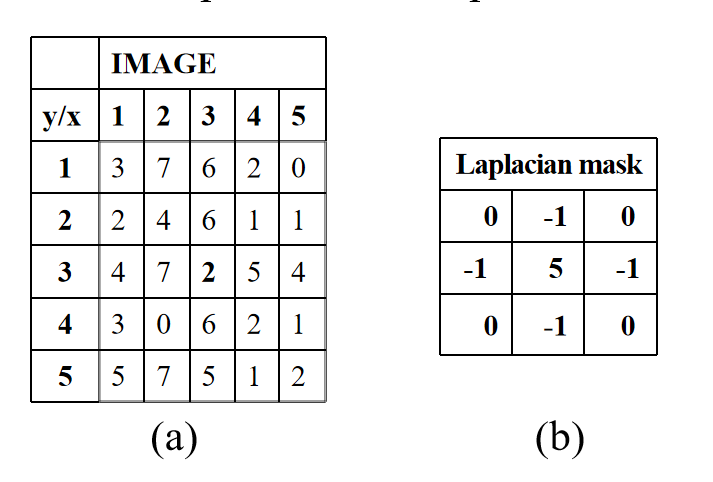 IMAGE
y/x 1 2 3 4 5
1 3 7 6 2 0
2 2 4 6 1 1
3 4 7 2 5 4
4 3 0 6 2 1
5 5 7 5 1 2
(a)
Laplacian mask
0 -1 0
-1 5 -1
0 -1 0
(b)